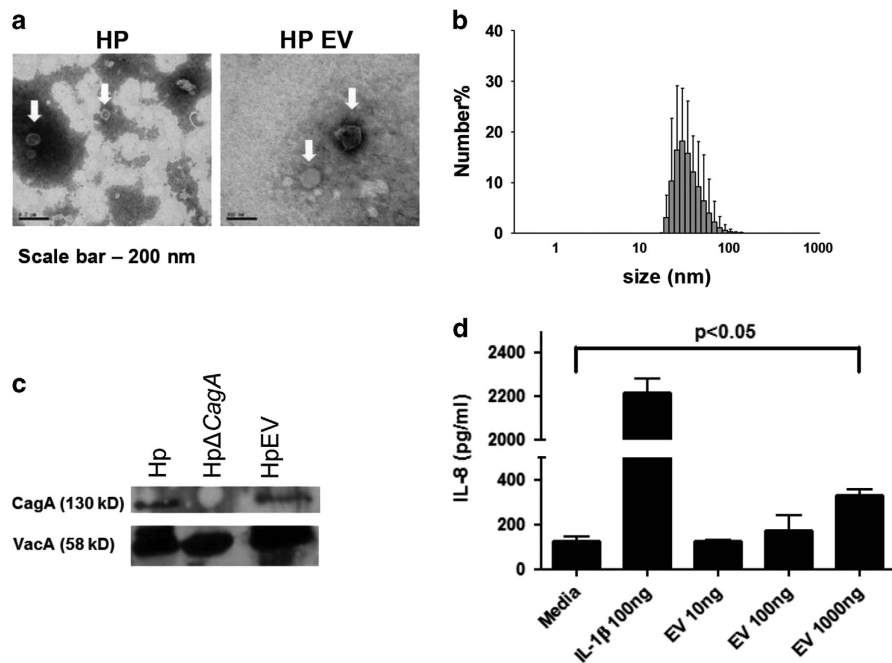 a
HP
HP EV
Scale bar – 200 nm
b
Number%
40
30
20
10
0
1
10
100
1000
size (nm)
c
Hp
HpΔCagA
HpEV
CagA (130 kD)
VacA (58 kD)
d
p<0.05
IL-8 (pg/ml)
2400
2200
2000
400
200
0
Media
IL-1β 100ng
EV 10ng
EV 100ng
EV 1000ng